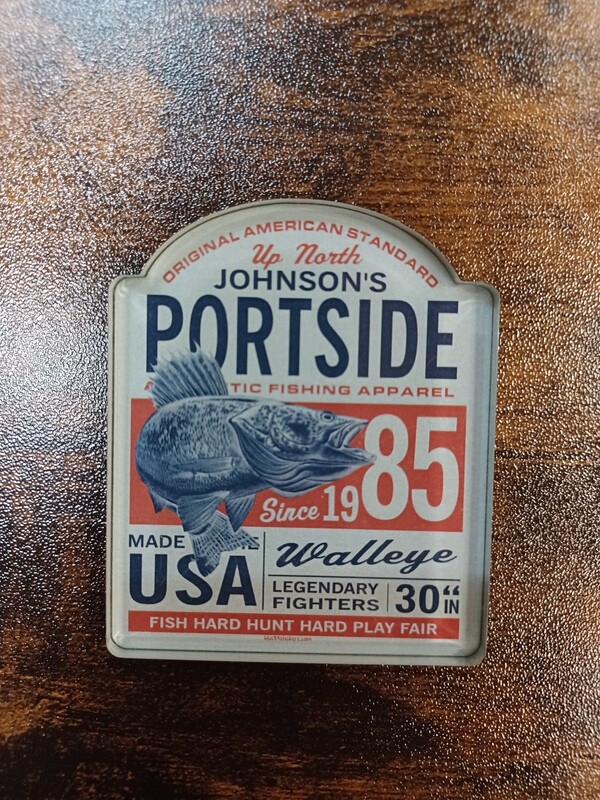 ORIGINAL AMERICAN STANDARD
Up North
JOHNSON'S
PORTSIDE
TIC FISHING APPAREL
Since 1985
MADE
USA
Walleye
LEGENDARY
FIGHTERS
30“
IN
FISH HARD HUNT HARD PLAY FAIR